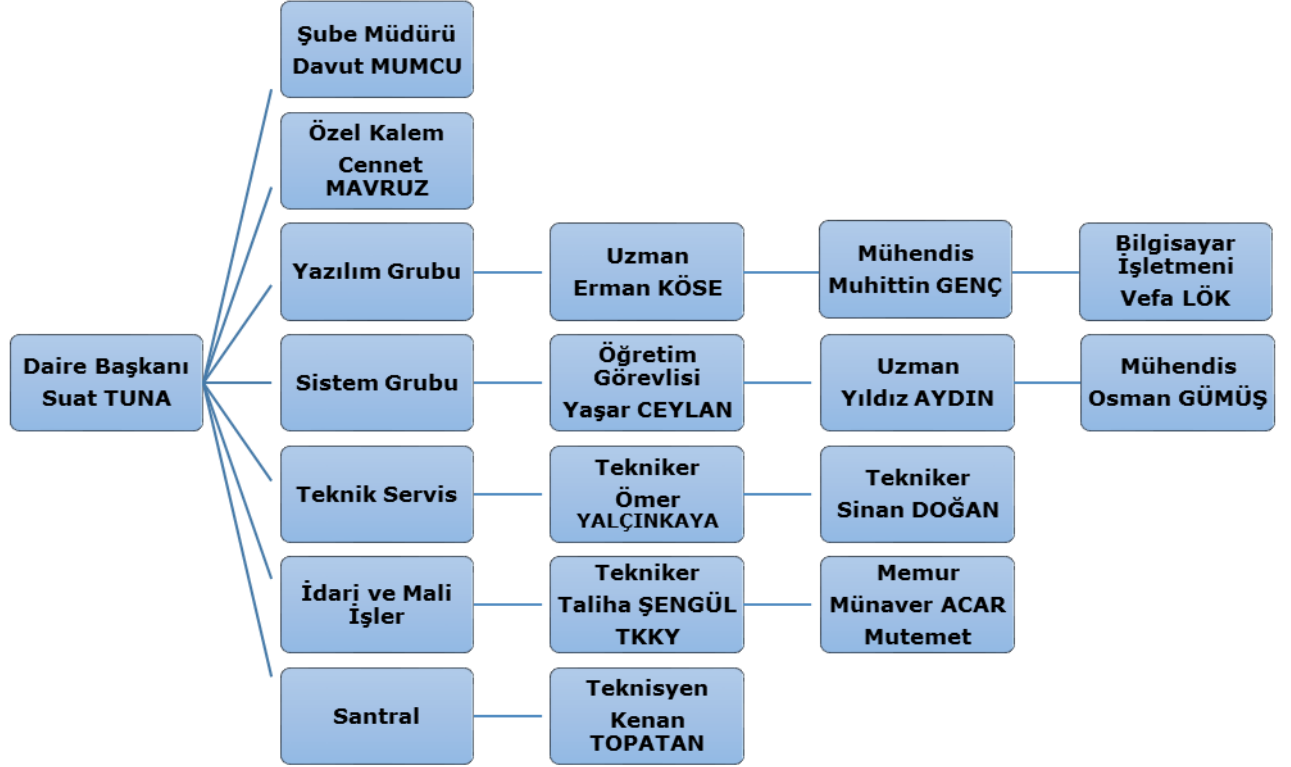 Şube Müdürü
Davut MUMCU
Özel Kalem
Cennet
MAVRUZ
Yazılım Grubu
Uzman
Erman KÖSE
Mühendis
Muhittin GENÇ
Bilgisayar
İşletmeni
Vefa LÖK
Daire Başkanı
Suat TUNA
Sistem Grubu
Öğretim
Görevlisi
Yaşar CEYLAN
Uzman
Yıldız AYDIN
Mühendis
Osman GÜMÜŞ
Teknik Servis
Tekniker
Ömer
YALÇINKAYA
Tekniker
Sinan DOĞAN
İdari ve Mali
İşler
Tekniker
Taliha ŞENGÜL
TKKY
Memur
Münaver ACAR
Mutemet
Santral
Teknisyen
Kenan
TOPATAN